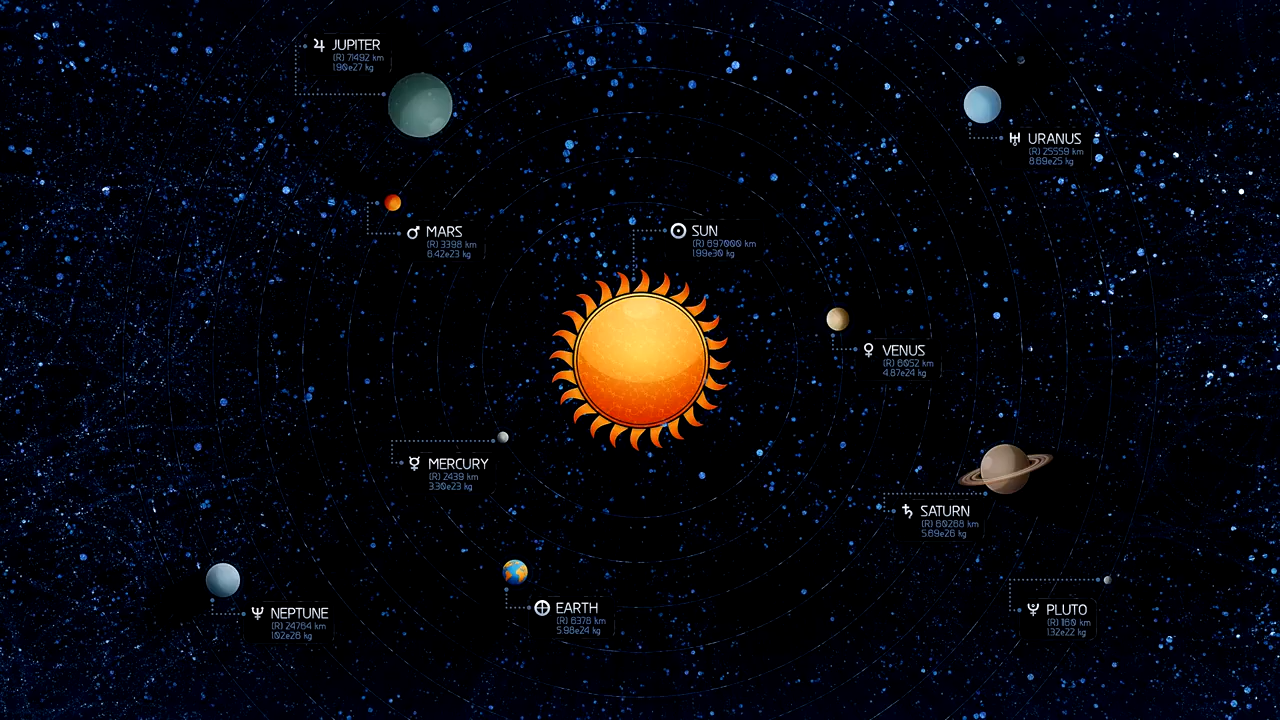 ♃ JUPITER
(R) 71492 km
1.90e27 kg
♅ URANUS
(R) 25559 km
8.69e25 kg
♂ MARS
(R) 3398 km
6.42e23 kg
☉ SUN
(R) 697000 km
1.99e30 kg
♀ VENUS
(R) 6052 km
4.87e24 kg
☿ MERCURY
(R) 2439 km
3.30e23 kg
♄ SATURN
(R) 60268 km
5.69e26 kg
♆ NEPTUNE
(R) 24764 km
1.02e26 kg
EARTH
(R) 6378 km
5.98e24 kg
PLUTO
(R) 1160 km
1.32e22 kg